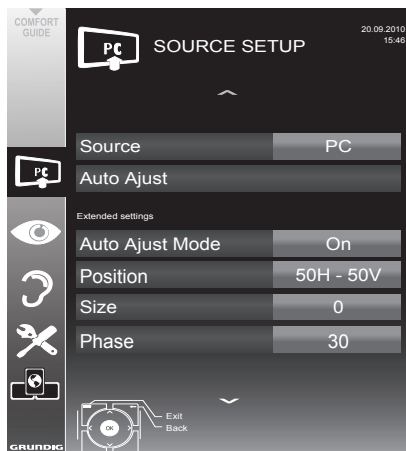 COMFORT
GUIDE
PC
SOURCE SETUP
20.09.2010
15:46
Source
PC
Auto Ajust
PC
Extended settings
Auto Ajust Mode
On
Position
50H - 50V
Size
0
Phase
30
Exit
Back
OK
GRUNDIG